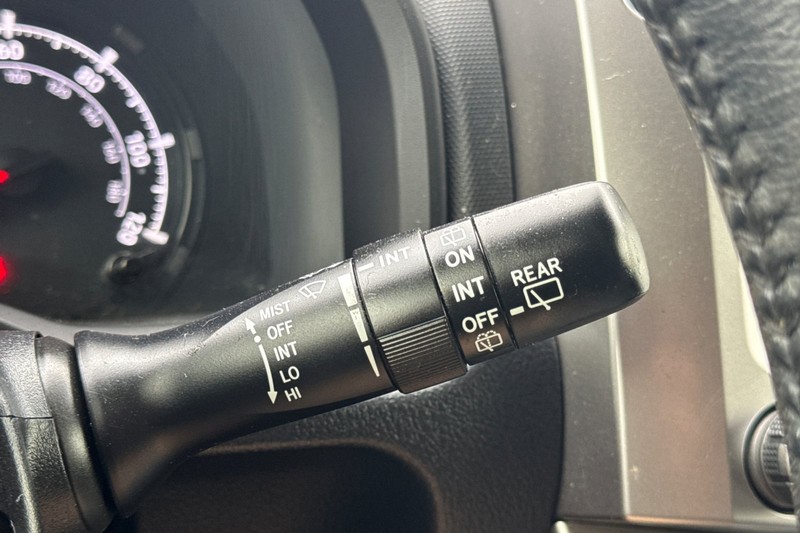 60
80
100
120
MIST
OFF
INT
LO
HI
INT
ON
INT
OFF
REAR